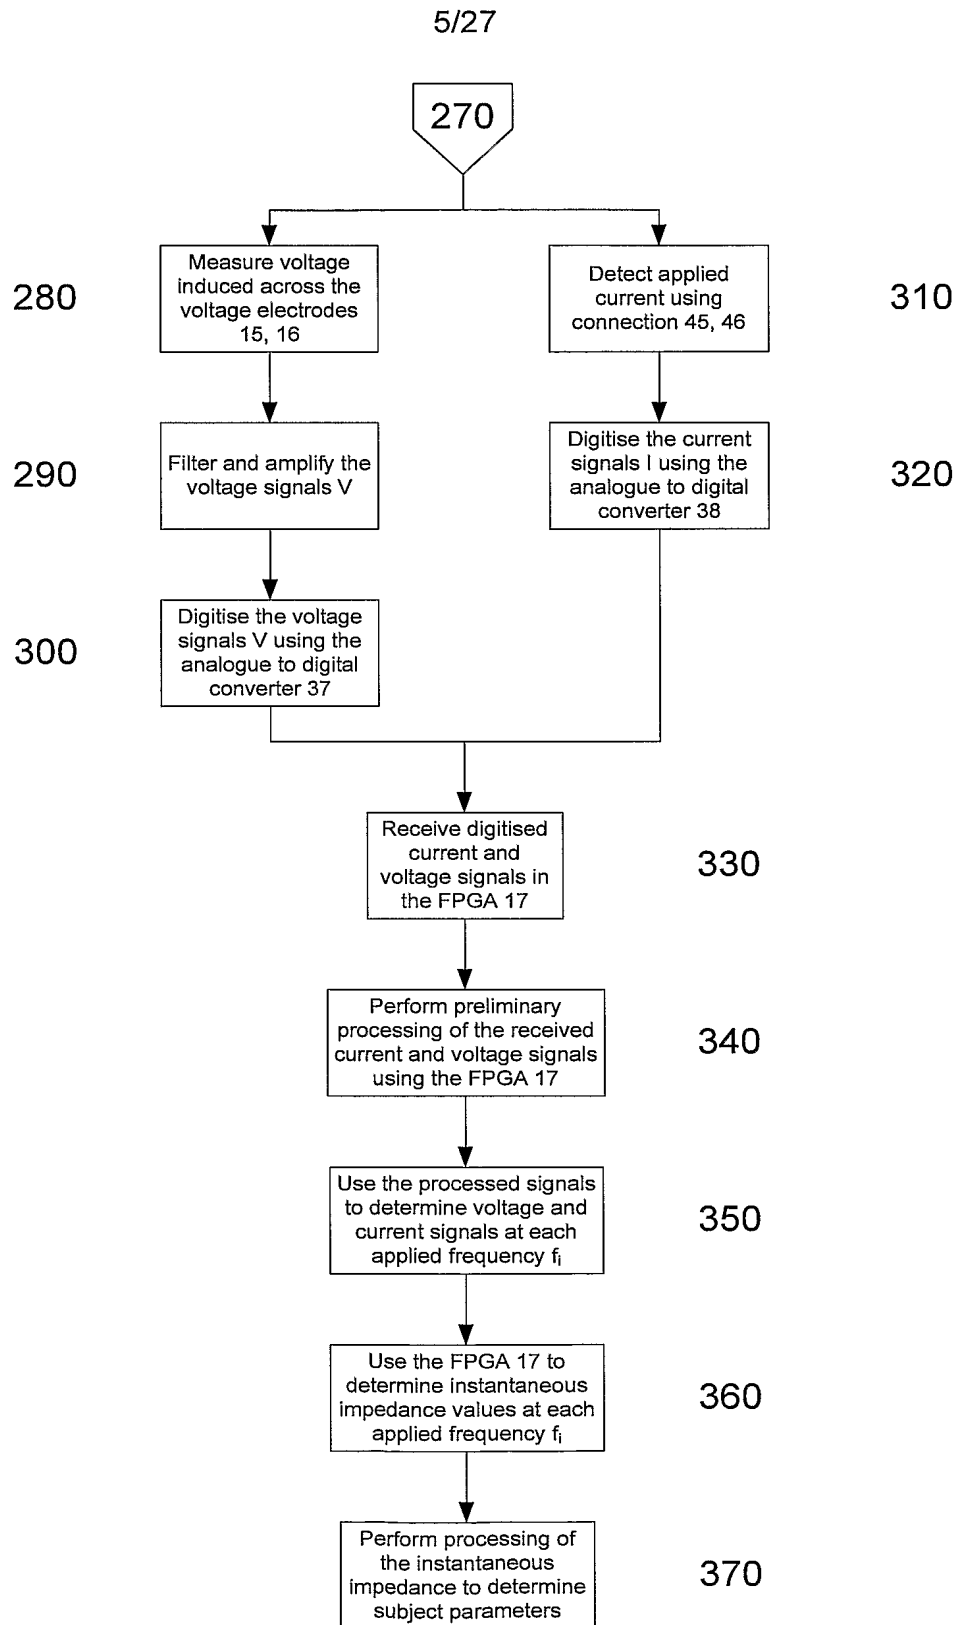 5/27
270
280
Measure voltage
induced across the
voltage electrodes
15, 16
Detect applied
current using
connection 45, 46
310
290
Filter and amplify the
voltage signals V
Digitise the current
signals I using the
analogue to digital
converter 38
320
300
Digitise the voltage
signals V using the
analogue to digital
converter 37
Receive digitised
current and
voltage signals in
the FPGA 17
330
Perform preliminary
processing of the received
current and voltage signals
using the FPGA 17
340
Use the processed signals
to determine voltage and
current signals at each
applied frequency fi
350
Use the FPGA 17 to
determine instantaneous
impedance values at each
applied frequency fi
360
Perform processing of
the instantaneous
impedance to determine
subject parameters
370